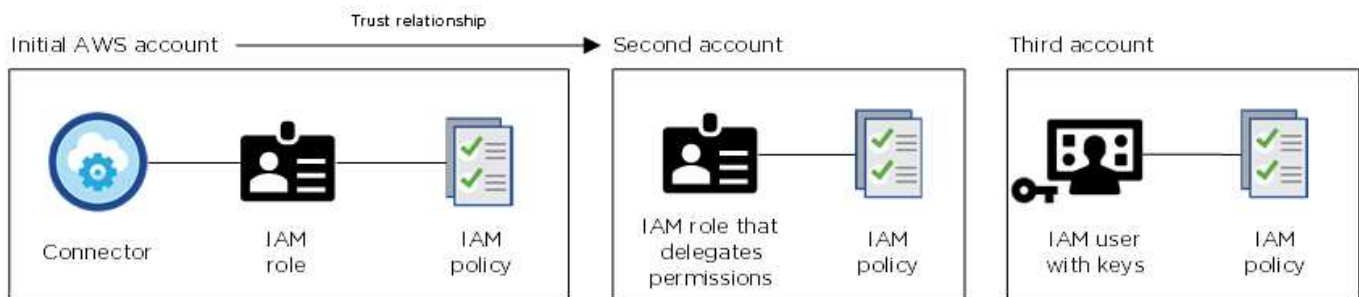 Trust relationship
Initial AWS account
Second account
Third account
Connector
IAM
role
IAM
policy
IAM role that
delegates
permissions
IAM
policy
IAM user
with keys
IAM
policy